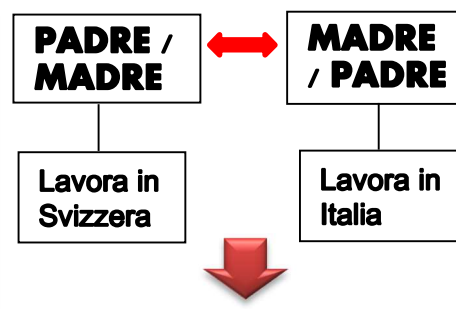 PADRE /
MADRE
MADRE
/ PADRE
Lavora in
Svizzera
Lavora in
Italia